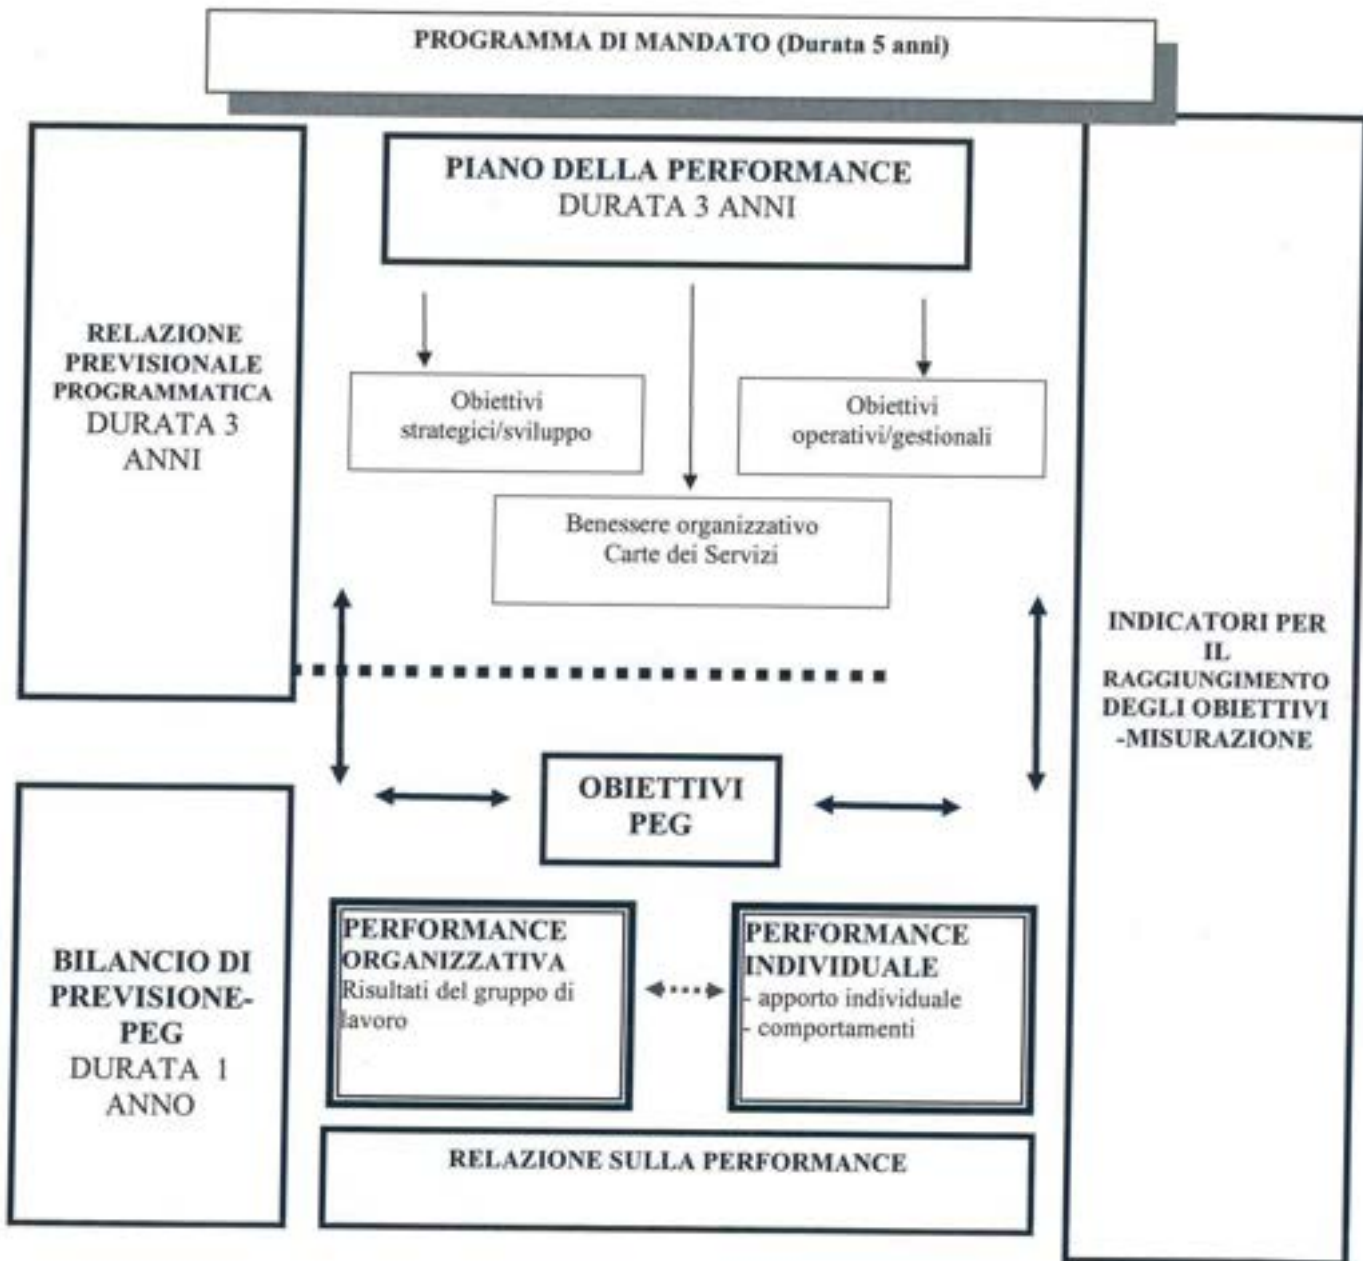 PROGRAMMA DI MANDATO (Durata 5 anni)
PIANO DELLA PERFORMANCE
DURATA 3 ANNI
RELAZIONE
PREVISIONALE
PROGRAMMATICA
DURATA 3
ANNI
Obiettivi
strategici/sviluppo
Obiettivi
operativi/gestionali
Benessere organizzativo
Carte dei Servizi
INDICATORI PER
IL
RAGGIUNGIMENTO
DEGLI OBIETTIVI
-MISURAZIONE
OBIETTIVI
PEG
BILANCIO DI
PREVISIONE-
PEG
DURATA 1
ANNO
PERFORMANCE
ORGANIZZATIVA
Risultati del gruppo di
lavoro
PERFORMANCE
INDIVIDUALE
- apporto individuale
- comportamenti
RELAZIONE SULLA PERFORMANCE